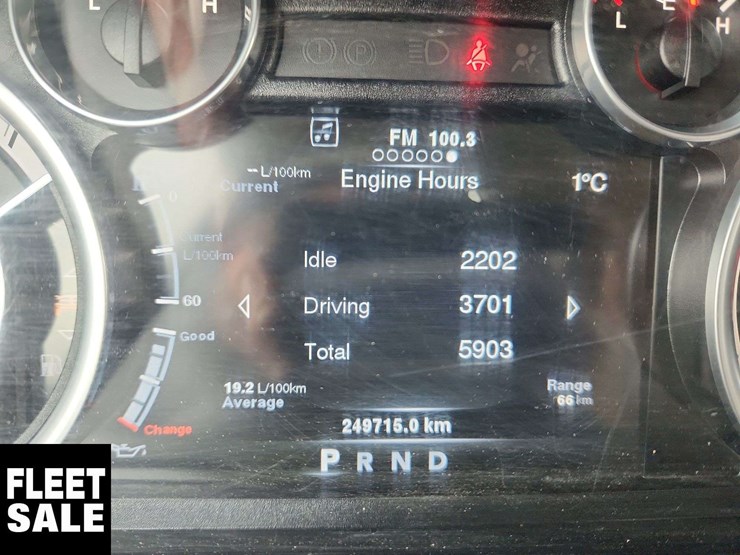 L
H
L
E
H
FM 100.3
-- L/100km
Current
Engine Hours
1°C
0
Current
L/100km
60
Good
Change
Idle 2202
Driving 3701
Total 5903
19.2 L/100km
Average
Range
66 km
249715.0 km
P R N D
FLEET
SALE